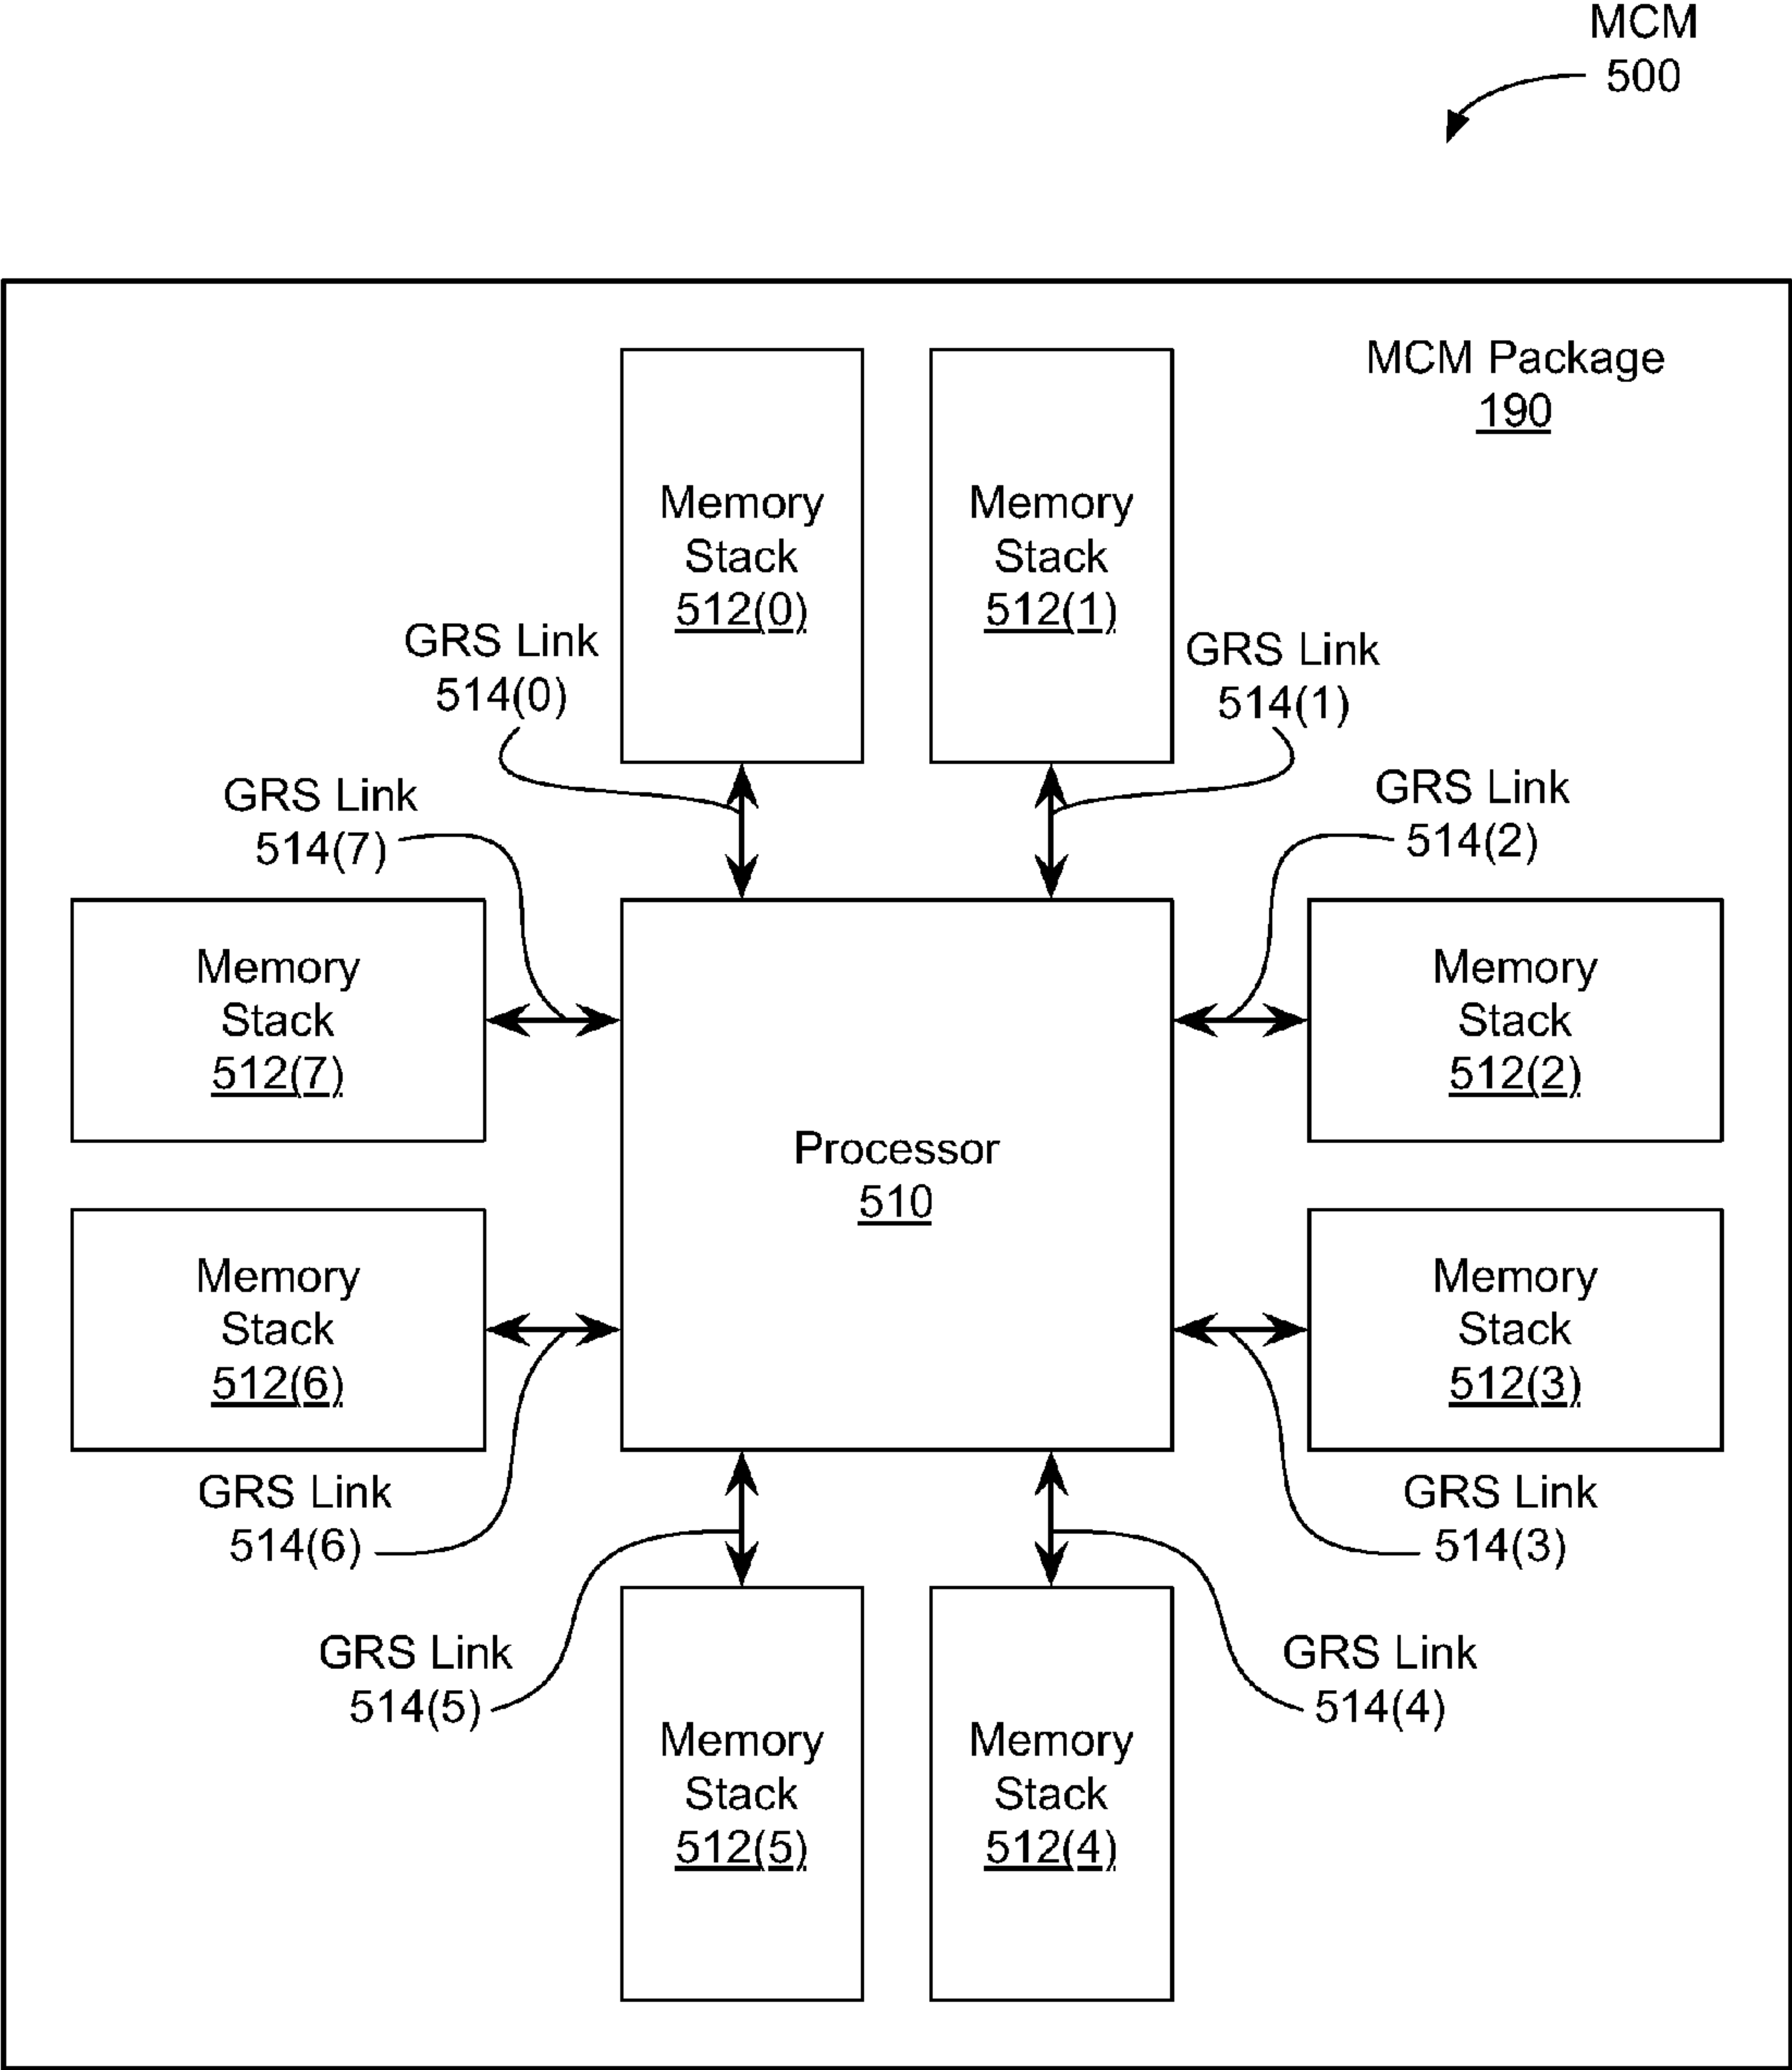 MCM
500
MCM Package
190
Memory
Stack
512(0)
Memory
Stack
512(1)
GRS Link
514(0)
GRS Link
514(1)
GRS Link
514(7)
GRS Link
514(2)
Memory
Stack
512(7)
Memory
Stack
512(2)
Processor
510
Memory
Stack
512(6)
Memory
Stack
512(3)
GRS Link
514(6)
GRS Link
514(3)
GRS Link
514(5)
GRS Link
514(4)
Memory
Stack
512(5)
Memory
Stack
512(4)